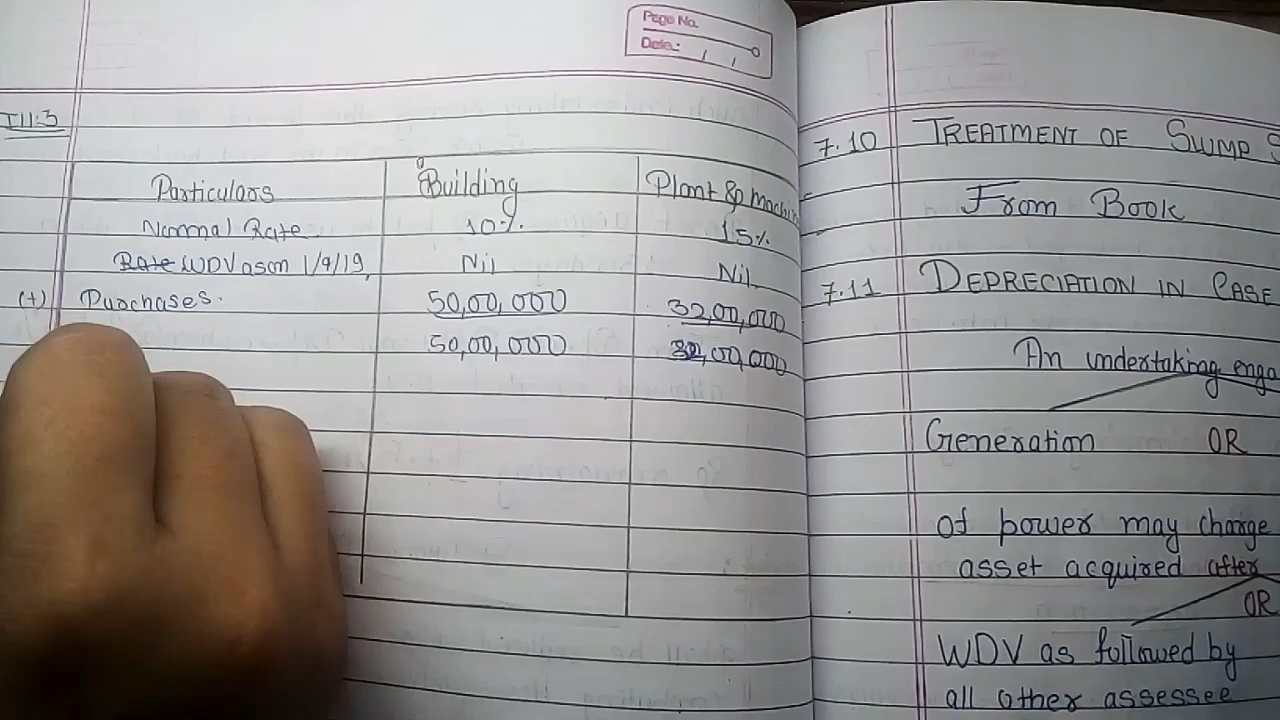 Page No.
Date: / /
Ill:3
Particulars Building Plant & Machin
Normal Rate 10% 15%
Rate WDV as on 1/4/19, Nil Nil
(+) Purchases. 50,00,000 32,00,000
50,00,000 32,00,000
7.10 TREATMENT OF SLUMP S
From Book
7.11 DEPRECIATION IN CASE
An undertaking enga
Generation OR
of power may charge
asset acquired after
OR
WDV as followed by
all other assessee